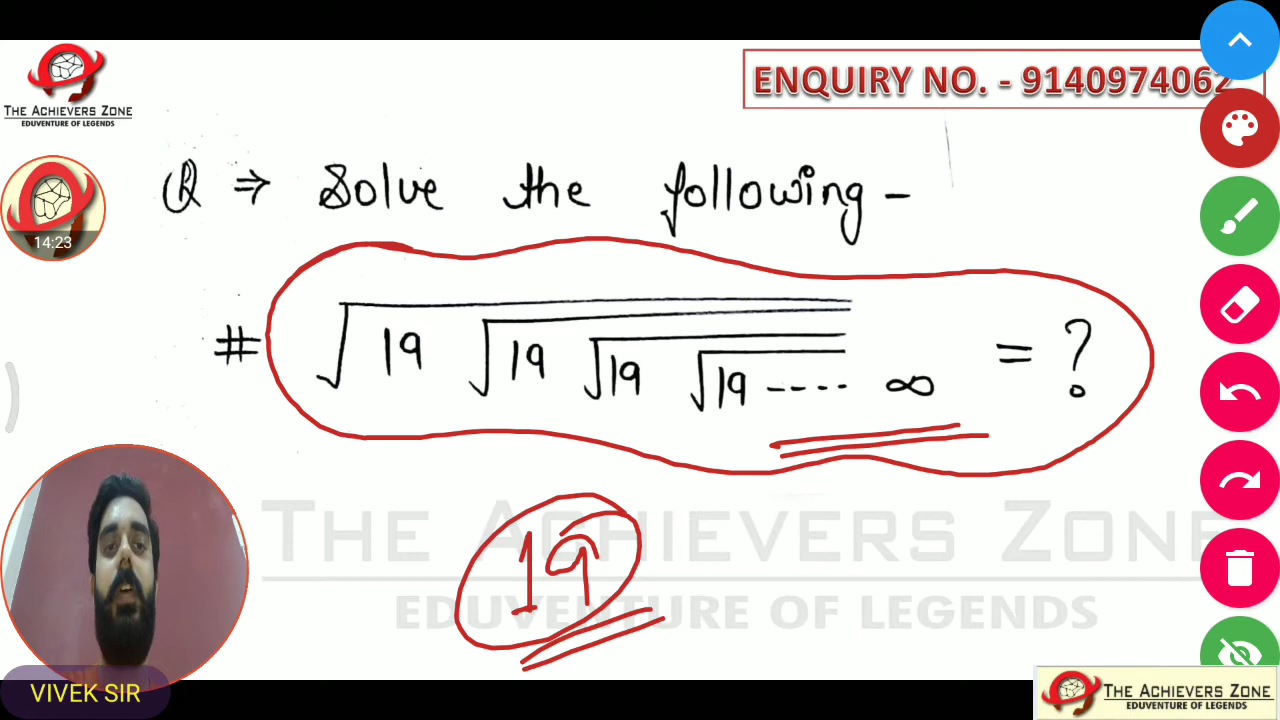 THE ACHIEVERS ZONE
EDUVENTURE OF LEGENDS
ENQUIRY NO. - 9140974062
14:23
Q ⇒ Solve the following -
# √19 √19 √19 √19 ---- ∞ = ?
19
THE ACHIEVERS ZONE
EDUVENTURE OF LEGENDS
VIVEK SIR
THE ACHIEVERS ZONE
EDUVENTURE OF LEGENDS